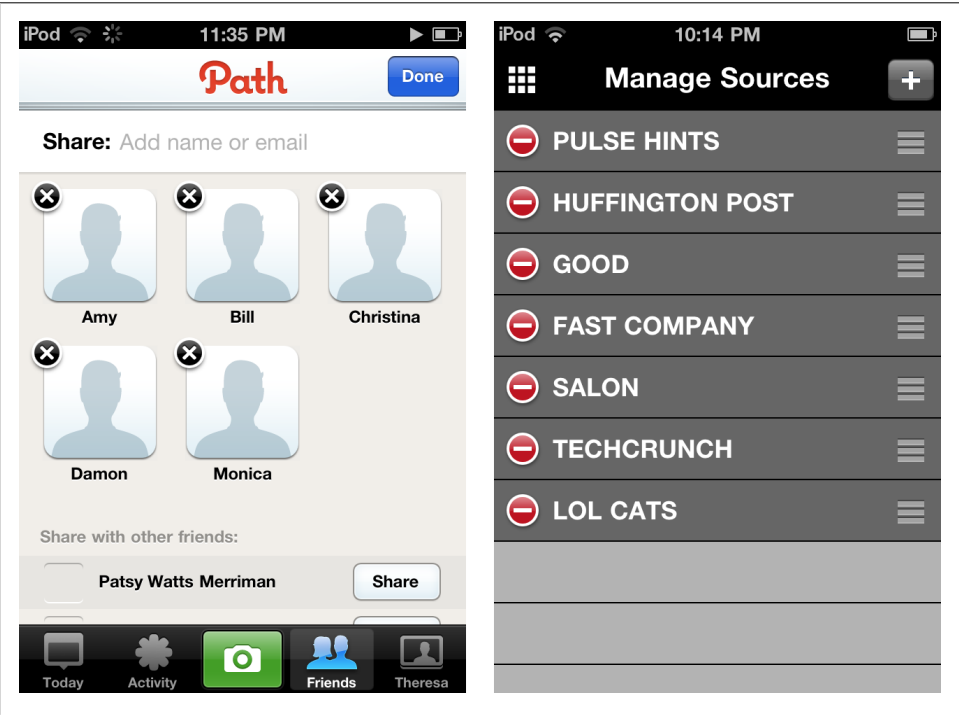 iPod 11:35 PM
Path Done
Share: Add name or email
Amy Bill Christina
Damon Monica
Share with other friends:
Patsy Watts Merriman Share
Today Activity Friends Theresa
iPod 10:14 PM
Manage Sources
PULSE HINTS
HUFFINGTON POST
GOOD
FAST COMPANY
SALON
TECHCRUNCH
LOL CATS